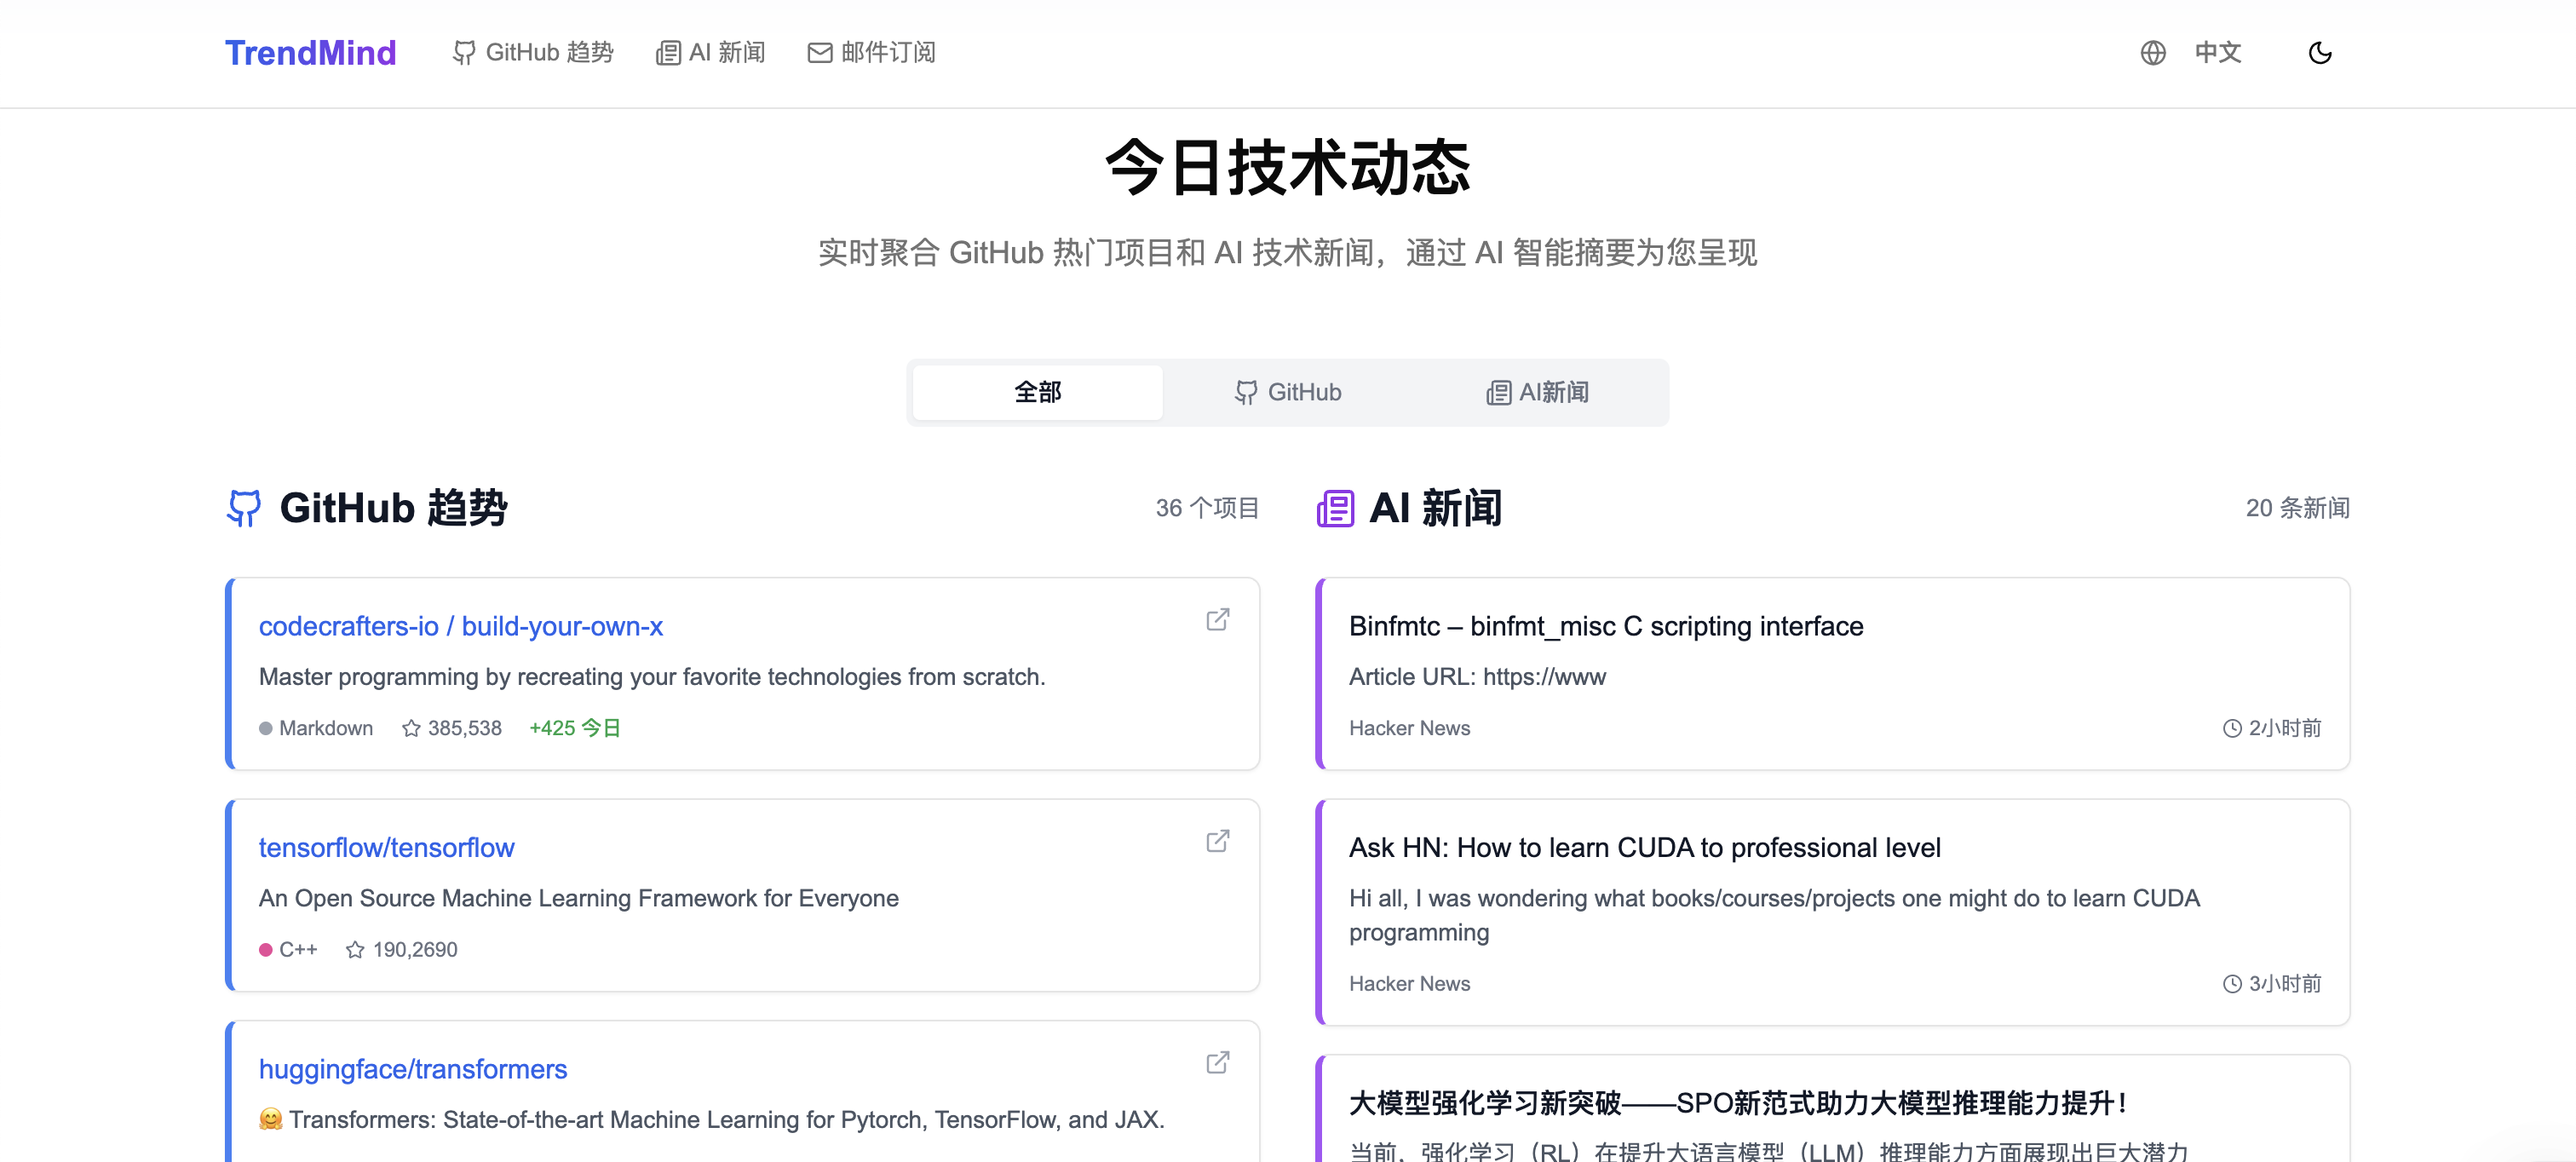 TrendMind
GitHub 趋势
AI 新闻
邮件订阅
中文
今日技术动态
实时聚合 GitHub 热门项目和 AI 技术新闻，通过 AI 智能摘要为您呈现
全部
GitHub
AI新闻
GitHub 趋势
36 个项目
codecrafters-io / build-your-own-x
Master programming by recreating your favorite technologies from scratch.
Markdown
385,538
+425 今日
tensorflow/tensorflow
An Open Source Machine Learning Framework for Everyone
C++
190,2690
huggingface/transformers
🤗 Transformers: State-of-the-art Machine Learning for Pytorch, TensorFlow, and JAX.
AI 新闻
20 条新闻
Binfmtc – binfmt_misc C scripting interface
Article URL: https://www
Hacker News
2小时前
Ask HN: How to learn CUDA to professional level
Hi all, I was wondering what books/courses/projects one might do to learn CUDA
programming
Hacker News
3小时前
大模型强化学习新突破——SPO新范式助力大模型推理能力提升！
当前，强化学习（RL）在提升大语言模型（LLM）推理能力方面展现出巨大潜力